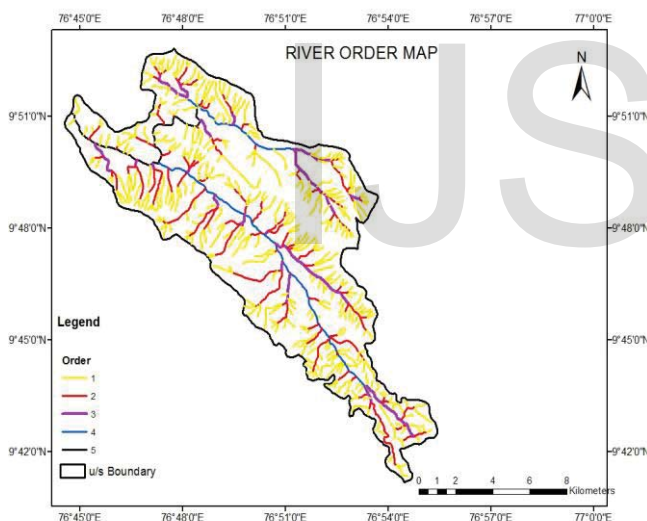 76°45'0"E 76°48'0"E 76°51'0"E 76°54'0"E 76°57'0"E 77°0'0"E
RIVER ORDER MAP
IJS
N
9°51'0"N 9°51'0"N
9°48'0"N 9°48'0"N
9°45'0"N 9°45'0"N
9°42'0"N 9°42'0"N
Legend
Order
1
2
3
4
5
u/s Boundary
0 1 2 4 6 8
Kilometers
76°45'0"E 76°48'0"E 76°51'0"E 76°54'0"E 76°57'0"E 77°0'0"E